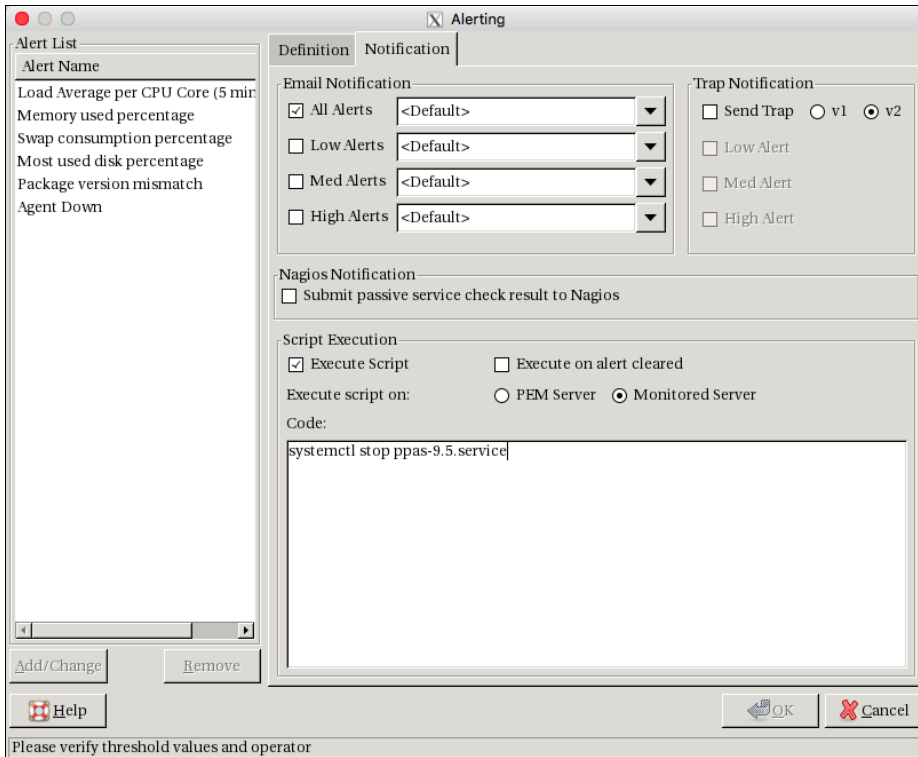 Alerting
Alert List
Alert Name
Load Average per CPU Core (5 min
Memory used percentage
Swap consumption percentage
Most used disk percentage
Package version mismatch
Agent Down
Add/Change
Remove
Definition
Notification
Email Notification
All Alerts <Default>
Low Alerts <Default>
Med Alerts <Default>
High Alerts <Default>
Trap Notification
Send Trap v1 v2
Low Alert
Med Alert
High Alert
Nagios Notification
Submit passive service check result to Nagios
Script Execution
Execute Script Execute on alert cleared
Execute script on: PEM Server Monitored Server
Code:
systemctl stop ppas-9.5.service
Help
OK
Cancel
Please verify threshold values and operator